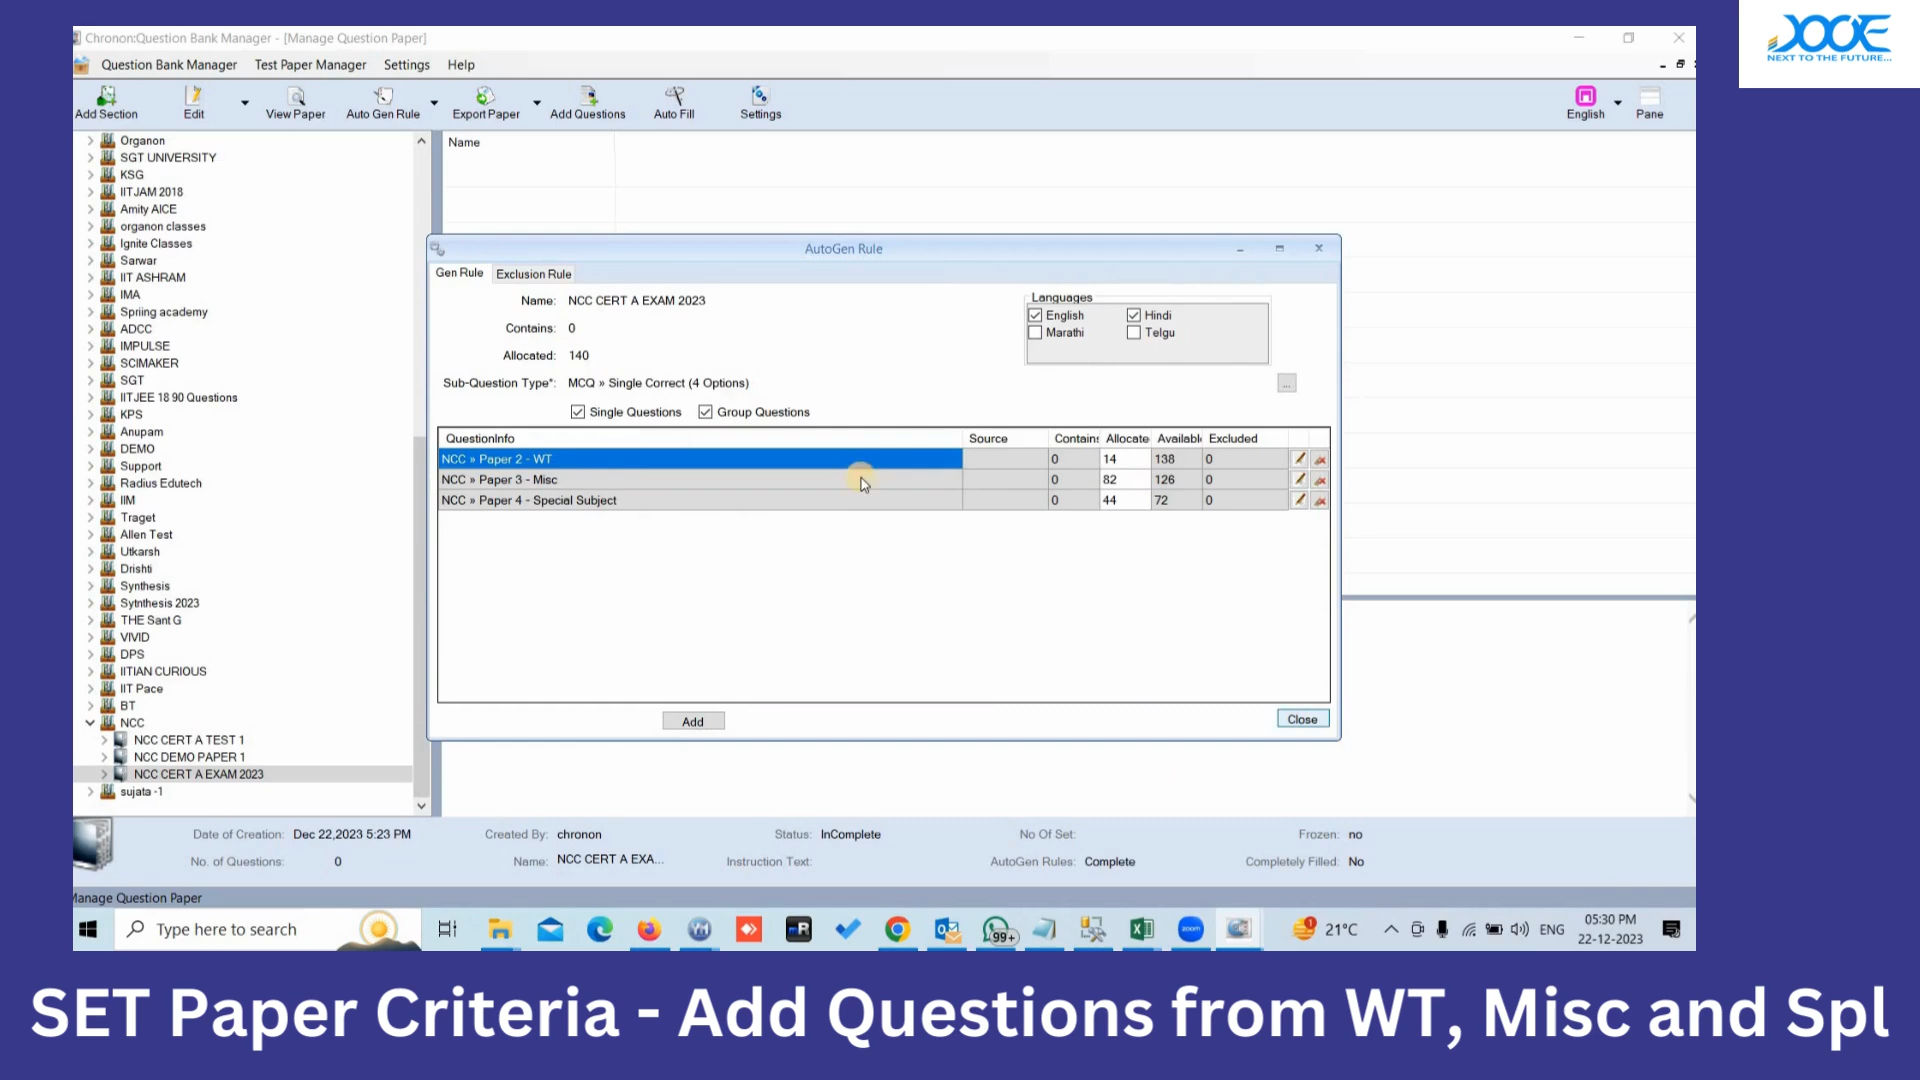 Chronon:Question Bank Manager - [Manage Question Paper]
NEXT TO THE FUTURE...
Question Bank Manager Test Paper Manager Settings Help
Add Section Edit View Paper Auto Gen Rule Export Paper Add Questions Auto Fill Settings English Pane
Organon
SGT UNIVERSITY
KSG
IITJAM 2018
Amity AICE
organon classes
Ignite Classes
Sarwar
IIT ASHRAM
IMA
Spriing academy
ADCC
IMPULSE
SCIMAKER
SGT
IITJEE 18 90 Questions
KPS
Anupam
DEMO
Support
Radius Edutech
IIM
Traget
Allen Test
Utkarsh
Drishti
Synthesis
Sytnthesis 2023
THE Sant G
VIVID
DPS
IITIAN CURIOUS
IIT Pace
BT
NCC
NCC CERT A TEST 1
NCC DEMO PAPER 1
NCC CERT A EXAM 2023
sujata -1
Name
AutoGen Rule
Gen Rule Exclusion Rule
Name: NCC CERT A EXAM 2023
Contains: 0
Allocated: 140
Sub-Question Type*: MCQ » Single Correct (4 Options)
...
Languages
English Hindi
Marathi Telgu
Single Questions Group Questions
QuestionInfo Source Contain: Allocate Availabl Excluded
NCC » Paper 2 - WT 0 14 138 0
NCC » Paper 3 - Misc 0 82 126 0
NCC » Paper 4 - Special Subject 0 44 72 0
Add Close
Date of Creation: Dec 22,2023 5:23 PM Created By: chronon Status: InComplete No Of Set: Frozen: no
No. of Questions: 0 Name: NCC CERT A EXA... Instruction Text: AutoGen Rules: Complete Completely Filled: No
Manage Question Paper
Type here to search 99+ zoom 1 21°C ENG
05:30 PM
22-12-2023
SET Paper Criteria - Add Questions from WT, Misc and Spl